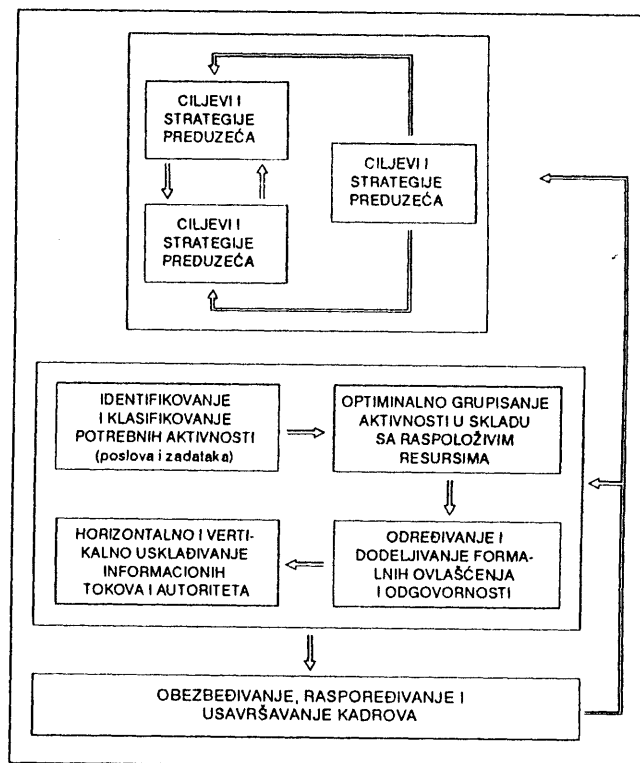 CILJEVI I
STRATEGIJE
PREDUZEĆA
CILJEVI I
STRATEGIJE
PREDUZEĆA
CILJEVI I
STRATEGIJE
PREDUZEĆA
IDENTIFIKOVANJE
I KLASIFIKOVANJE
POTREBNIH AKTIVNOSTI
(poslova i zadataka)
OPTIMINALNO GRUPISANJE
AKTIVNOSTI U SKLADU
SA RASPOLOŽIVIM
RESURSIMA
HORIZONTALNO I VERTI-
KALNO USKLAĐIVANJE
INFORMACIONIH
TOKOVA I AUTORITETA
ODREĐIVANJE I
DODELJIVANJE FORMA-
LNIH OVLAŠĆENJA
I ODGOVORNOSTI
OBEZBEĐIVANJE, RASPOREĐIVANJE I
USAVRŠAVANJE KADROVA